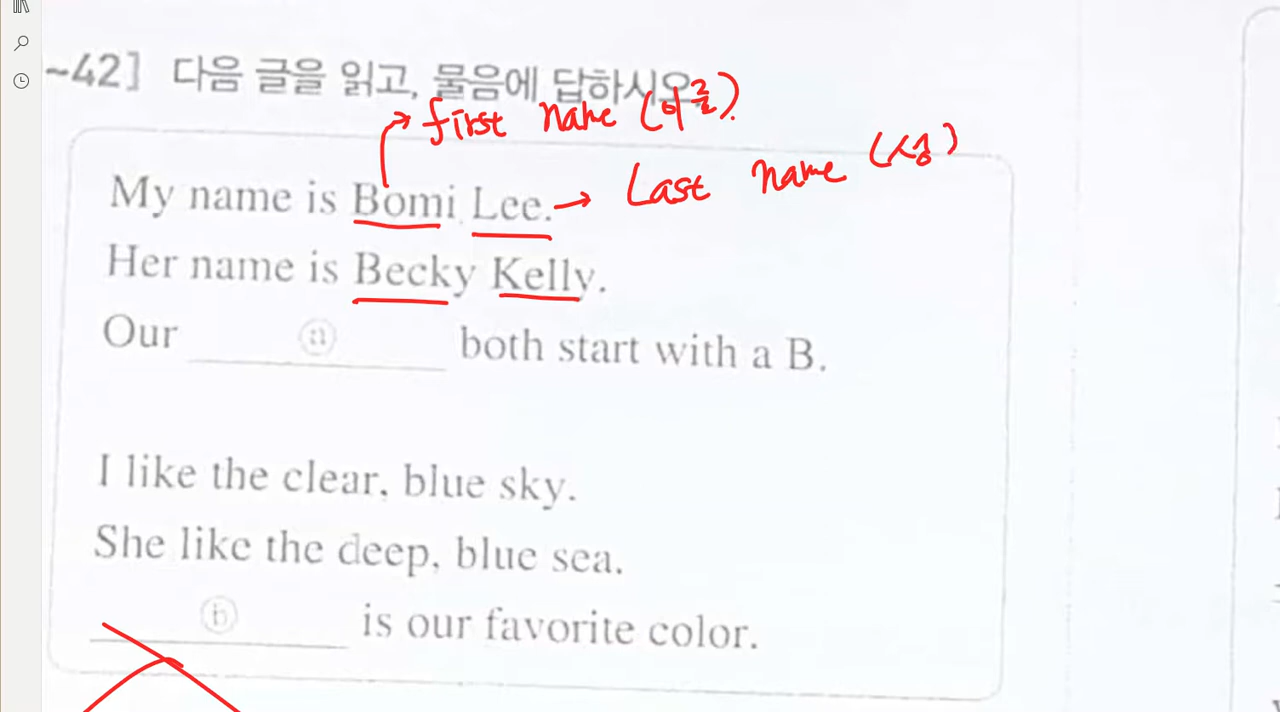 ~42] 다음 글을 읽고, 물음에 답하시오.
first name (이름).
My name is Bomi Lee. → Last name (성)
Her name is Becky Kelly.
Our ⓐ both start with a B.
I like the clear, blue sky.
She like the deep, blue sea.
ⓑ is our favorite color.